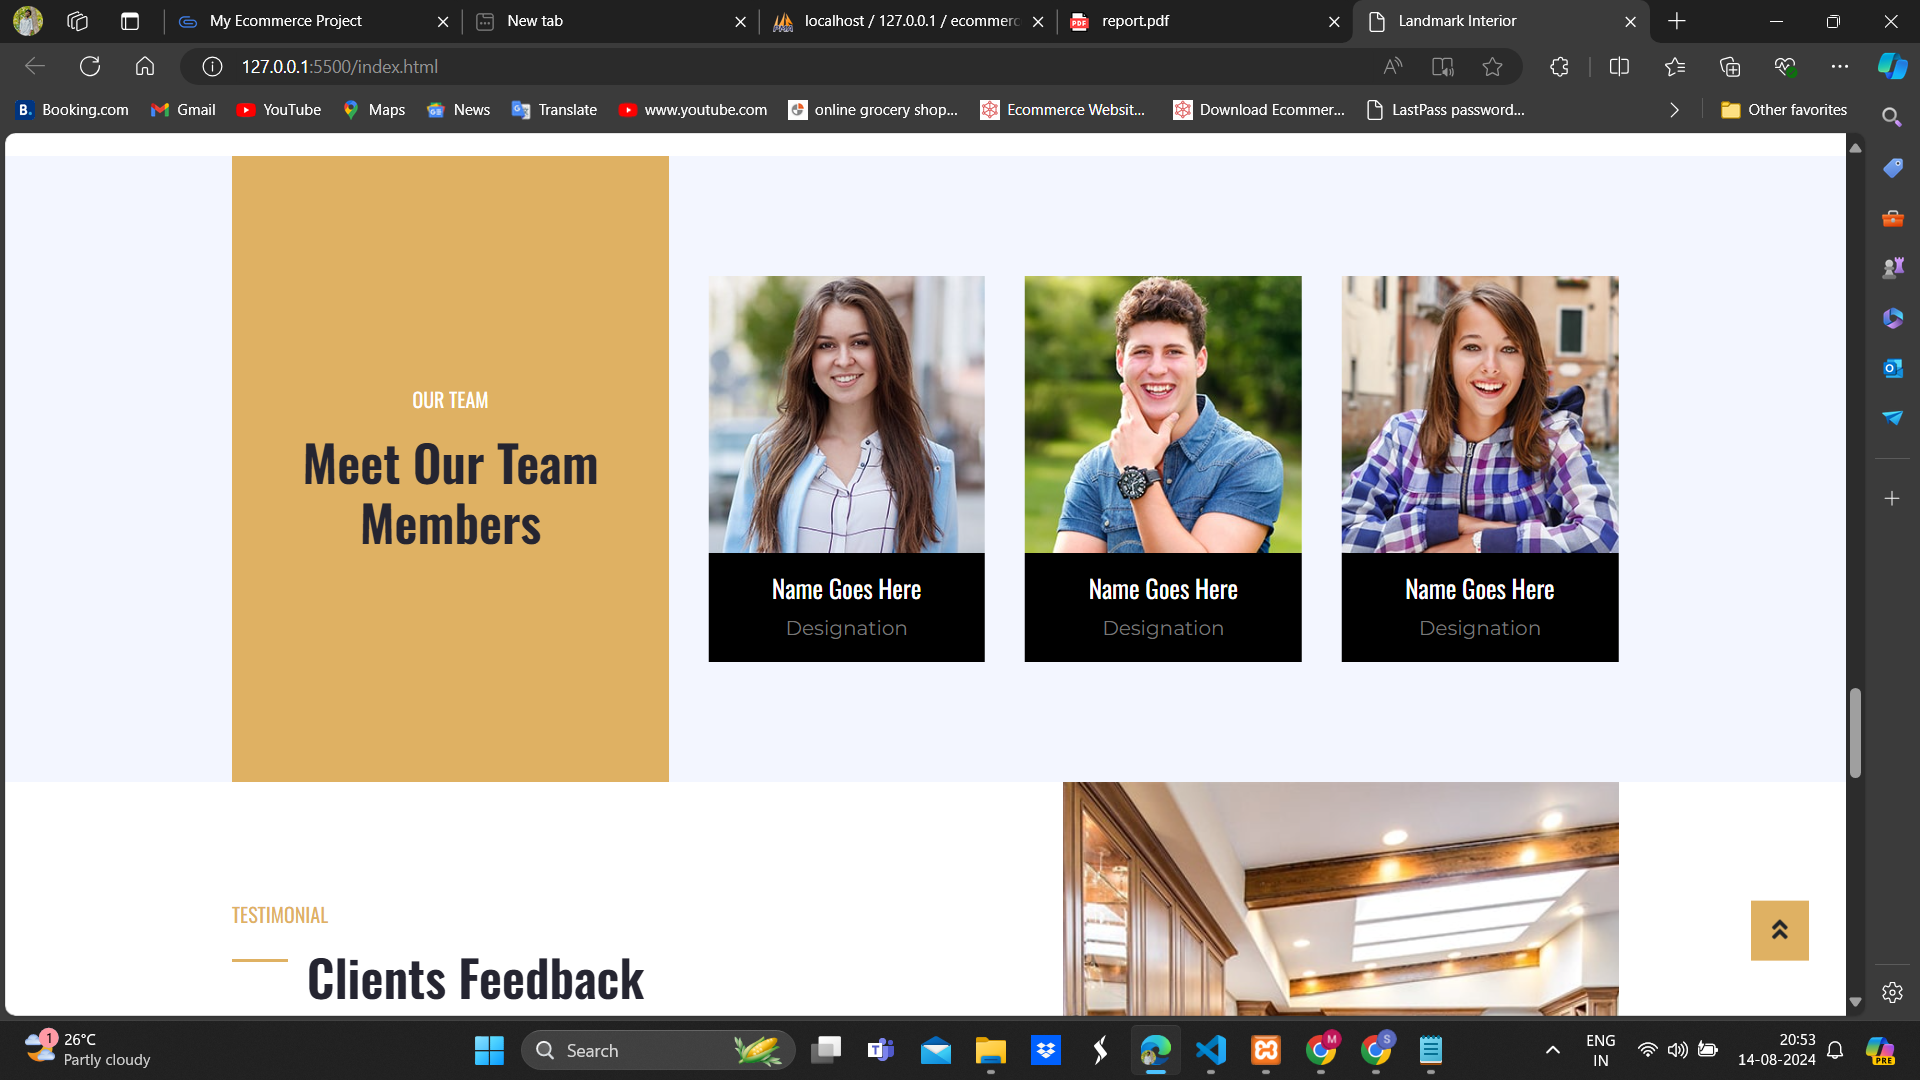 My Ecommerce Project
New tab
localhost / 127.0.0.1 / ecommerc
report.pdf
Landmark Interior
127.0.0.1:5500/index.html
Booking.com
Gmail
YouTube
Maps
News
Translate
www.youtube.com
online grocery shop...
Ecommerce Websit...
Download Ecommer...
LastPass password...
Other favorites
OUR TEAM
Meet Our Team
Members
Name Goes Here
Designation
Name Goes Here
Designation
Name Goes Here
Designation
TESTIMONIAL
Clients Feedback
1
26°C
Partly cloudy
Search
M
S
ENG
IN
20:53
14-08-2024
PRE